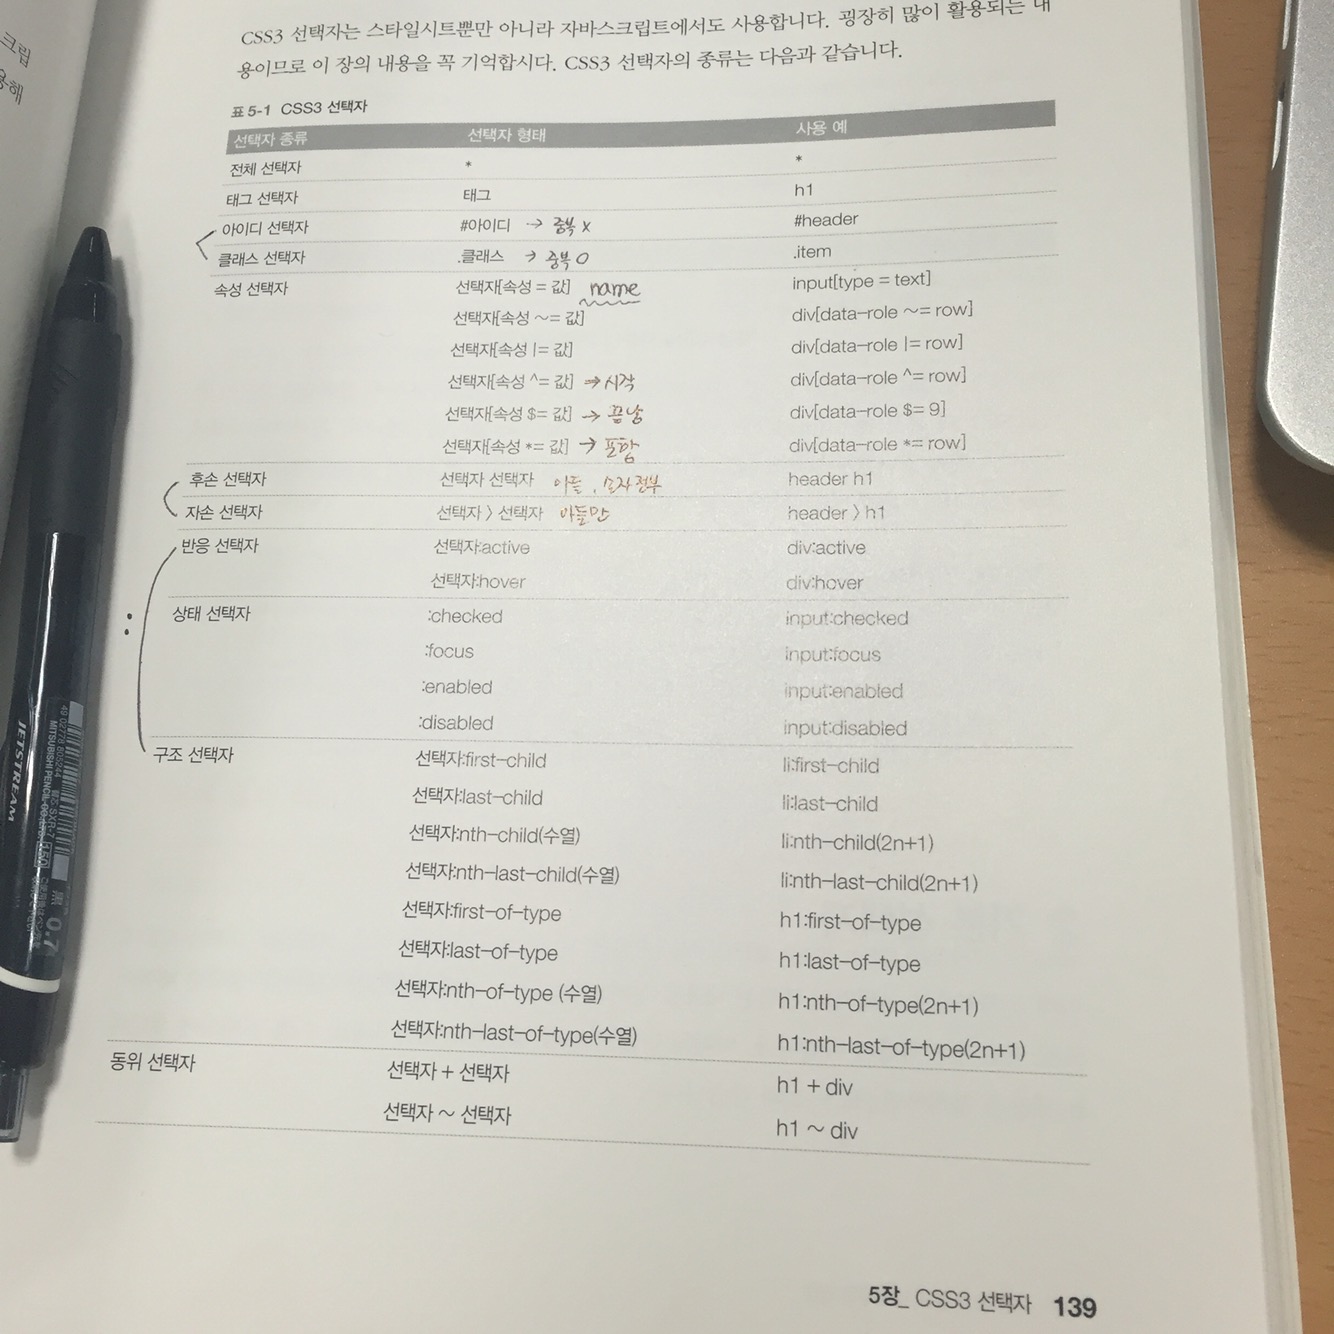 크립
용해
CSS3 선택자는 스타일시트뿐만 아니라 자바스크립트에서도 사용합니다. 굉장히 많이 활용되는 내
용이므로 이 장의 내용을 꼭 기억합시다. CSS3 선택자의 종류는 다음과 같습니다.
표 5-1 CSS3 선택자
선택자 종류 선택자 형태 사용 예
전체 선택자 * *
태그 선택자 태그 h1
아이디 선택자 #아이디 → 중복 x #header
클래스 선택자 .클래스 → 중복 O .item
속성 선택자 선택자[속성 = 값] name input[type = text]
선택자[속성 ~= 값] div[data-role ~= row]
선택자[속성 |= 값] div[data-role |= row]
선택자[속성 ^= 값] → 시작 div[data-role ^= row]
선택자[속성 $= 값] → 끝남 div[data-role $= 9]
선택자[속성 *= 값] → 포함 div[data-role *= row]
후손 선택자 선택자 선택자 아들, 손자 전부 header h1
자손 선택자 선택자 > 선택자 아들만 header > h1
반응 선택자 선택자:active div:active
선택자:hover div:hover
:
상태 선택자 :checked input:checked
:focus input:focus
:enabled input:enabled
:disabled input:disabled
구조 선택자 선택자:first-child li:first-child
선택자:last-child li:last-child
선택자:nth-child(수열) li:nth-child(2n+1)
선택자:nth-last-child(수열) li:nth-last-child(2n+1)
선택자:first-of-type h1:first-of-type
선택자:last-of-type h1:last-of-type
선택자:nth-of-type (수열) h1:nth-of-type(2n+1)
선택자:nth-last-of-type(수열) h1:nth-last-of-type(2n+1)
동위 선택자 선택자 + 선택자 h1 + div
선택자 ~ 선택자 h1 ~ div
5장_ CSS3 선택자 139
JETSTREAM
MITSUBISHI PENCIL CO.,LTD.
黒 0.7